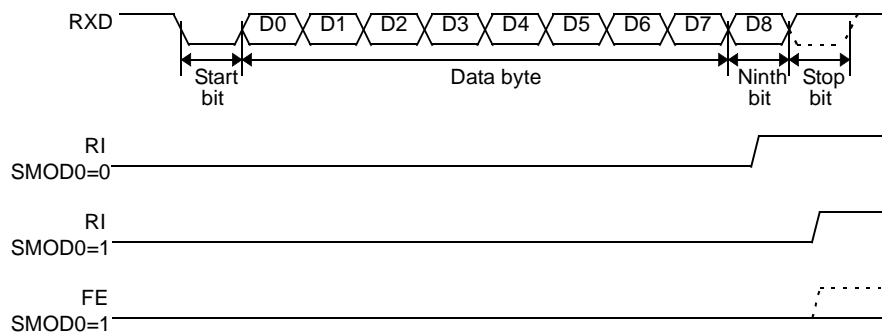 RXD D0 D1 D2 D3 D4 D5 D6 D7 D8
Start bit Data byte Ninth bit Stop bit
RI
SMOD0=0
RI
SMOD0=1
FE
SMOD0=1